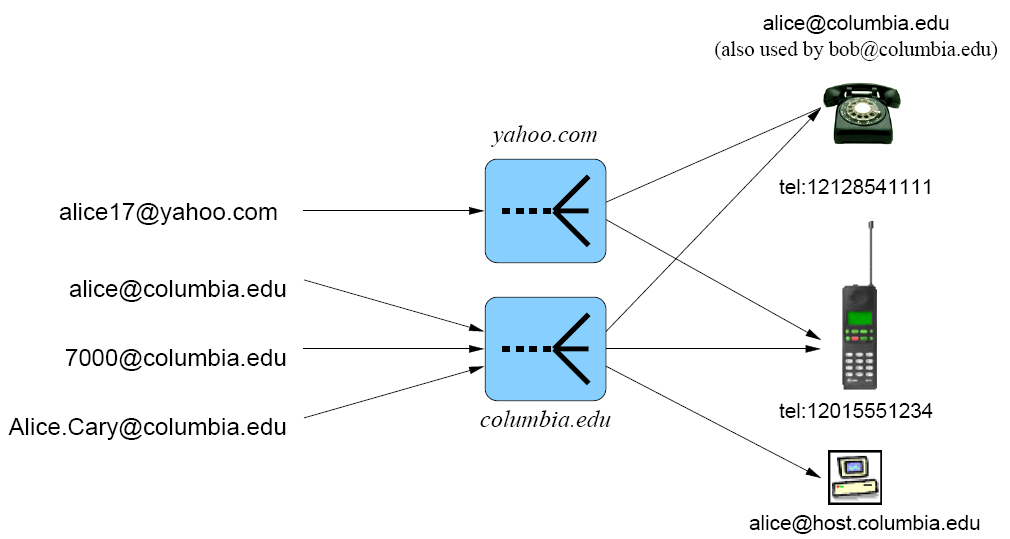 alice@columbia.edu
(also used by bob@columbia.edu)
yahoo.com
tel:12128541111
alice17@yahoo.com
alice@columbia.edu
7000@columbia.edu
Alice.Cary@columbia.edu
columbia.edu
tel:12015551234
alice@host.columbia.edu